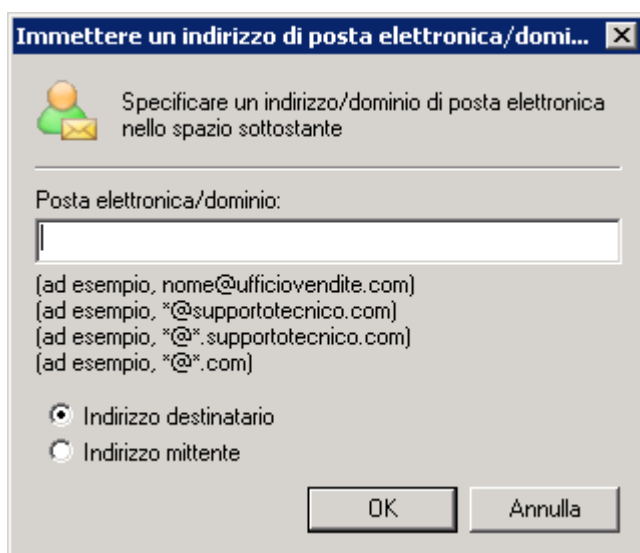 Immettere un indirizzo di posta elettronica/domi...
Specificare un indirizzo/dominio di posta elettronica
nello spazio sottostante
Posta elettronica/dominio:
(ad esempio, nome@ufficiovendite.com)
(ad esempio, *@supportotecnico.com)
(ad esempio, *@*.supportotecnico.com)
(ad esempio, *@*.com)
Indirizzo destinatario
Indirizzo mittente
OK Annulla